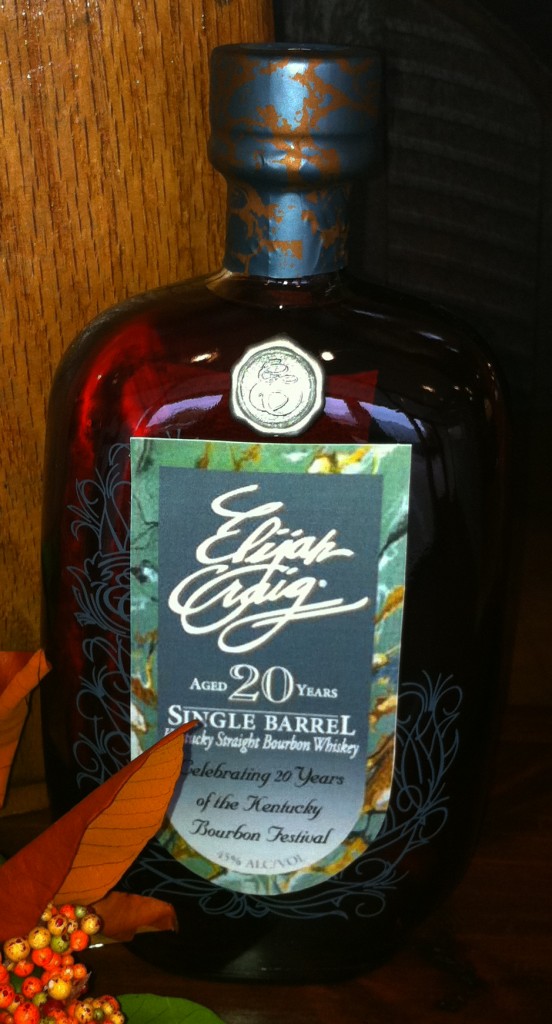 Elijah
Craig
AGED 20 YEARS
SINGLE BARREL
Straight Bourbon Whiskey
Celebrating 20 Years
of the Kentucky
Bourbon Festival
45% ALC/VOL